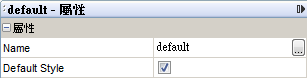 default - 屬性
屬性
Name default ...
Default Style